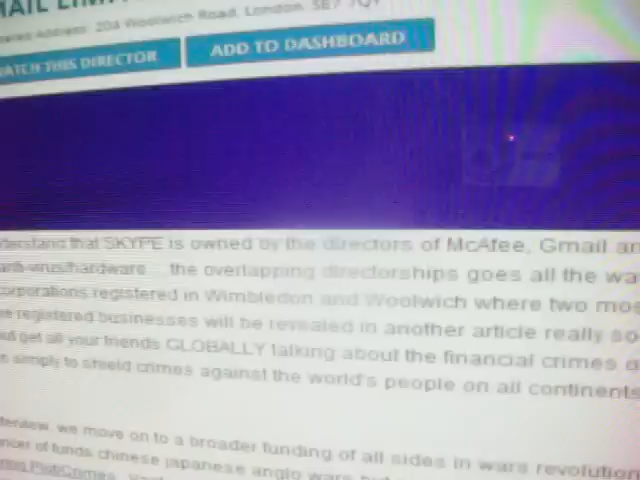 MAIL LIM
Address: 204 Woolwich Road, London, SE7 7QY
WATCH THIS DIRECTOR
ADD TO DASHBOARD
understand that SKYPE is owned by the directors of McAfee, Gmail an
anti-virus/hardware... the overlapping directorships goes all the wa
corporations registered in Wimbledon and Woolwich where two mos
e registered businesses will be revealed in another article really so
get all your friends GLOBALLY talking about the financial crimes o
simply to shield crimes against the world's people on all continents
we move on to a broader funding of all sides in wars revolution
of funds chinese japanese anglo wars